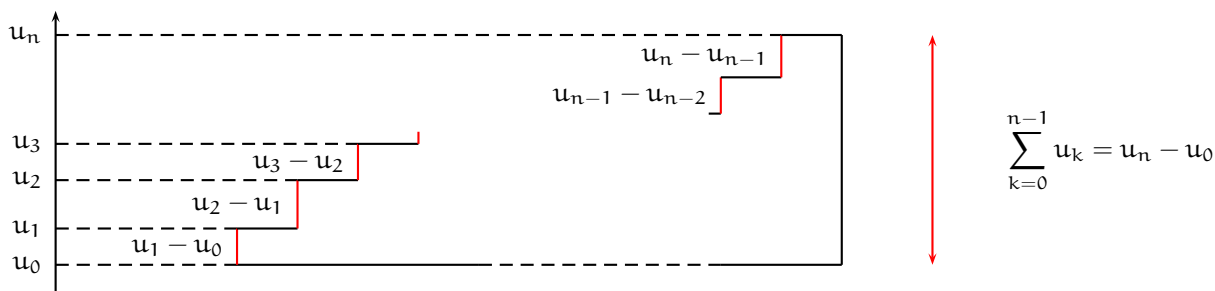 uₙ
uₙ − uₙ₋₁
uₙ₋₁ − uₙ₋₂
u₃
u₃ − u₂
u₂
u₂ − u₁
u₁
u₁ − u₀
u₀
n−1
∑ uₖ = uₙ − u₀
k=0